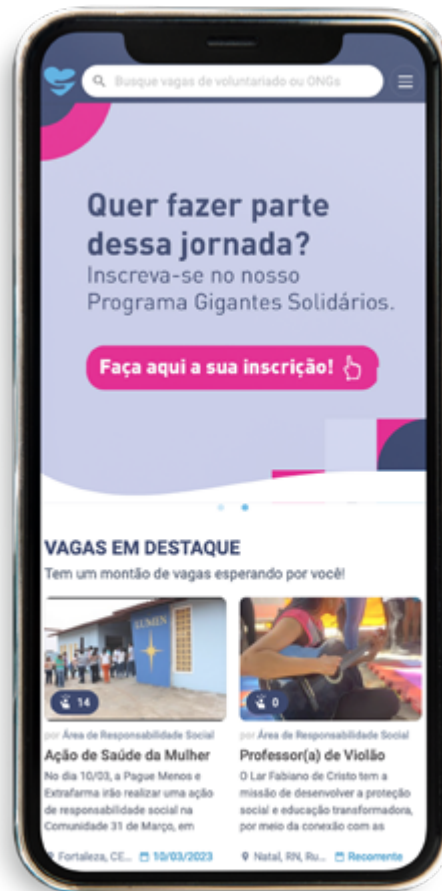 Busque vagas de voluntariado ou ONGs
Quer fazer parte
dessa jornada?
Inscreva-se no nosso
Programa Gigantes Solidários.
Faça aqui a sua inscrição!
VAGAS EM DESTAQUE
Tem um montão de vagas esperando por você!
LUMEN
14
0
por Área de Responsabilidade Social
Ação de Saúde da Mulher
No dia 10/03, a Pague Menos e
Extrafarma irão realizar uma ação
de responsabilidade social na
Comunidade 31 de Março, em
Fortaleza, CE...
10/03/2023
por Área de Responsabilidade Social
Professor(a) de Violão
O Lar Fabiano de Cristo tem a
missão de desenvolver a proteção
social e educação transformadora,
por meio da conexão com as
Natal, RN, Ru...
Recorrente